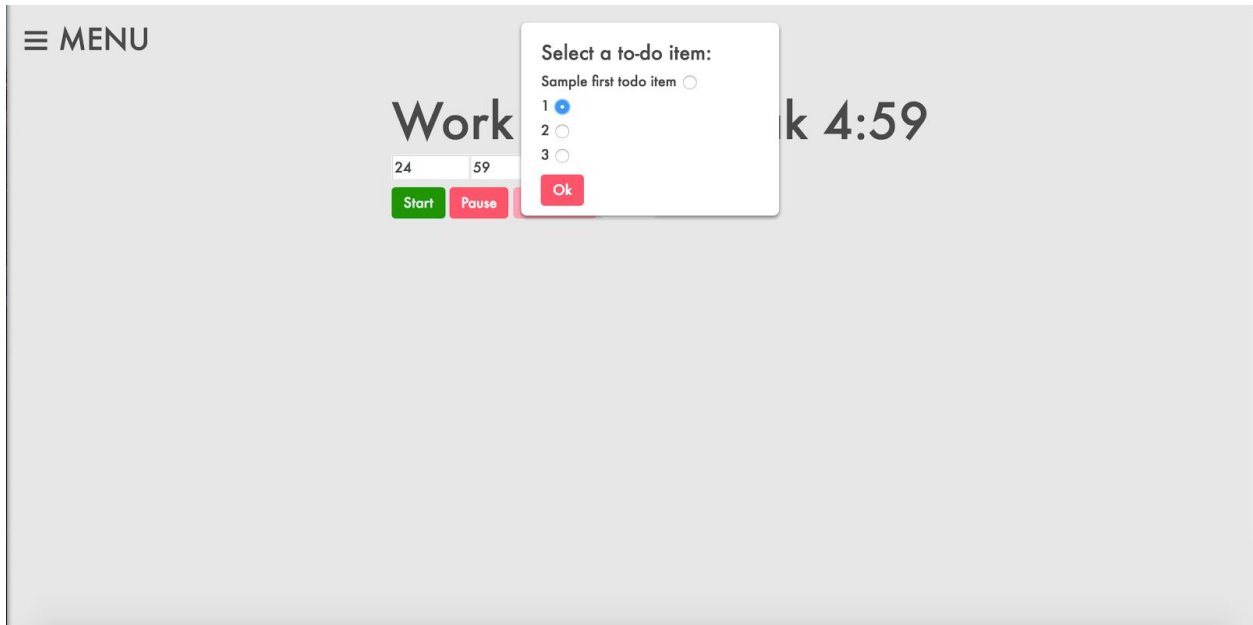 MENU
Select a to-do item:
Sample first todo item
1
2
3
Ok
Work
4:59
24 59
Start Pause